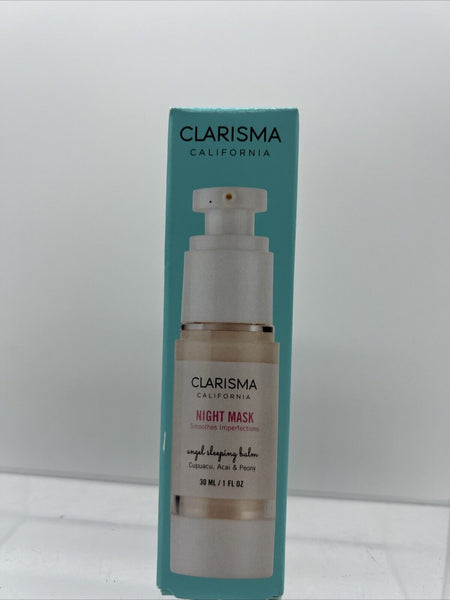 CLARISMA
CALIFORNIA
CLARISMA
CALIFORNIA
NIGHT MASK
Smoothes Imperfections
angel sleeping balm
Cupuacu, Acai & Peony
30 ML / 1 FL OZ